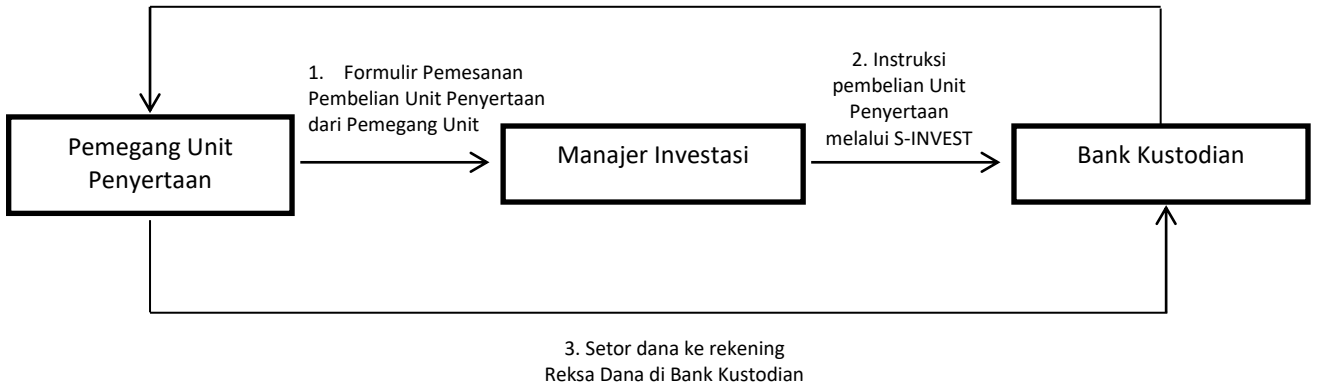 1. Formulir Pemesanan
Pembelian Unit Penyertaan
dari Pemegang Unit
2. Instruksi
pembelian Unit
Penyertaan
melalui S-INVEST
Pemegang Unit
Penyertaan
Manajer Investasi
Bank Kustodian
3. Setor dana ke rekening
Reksa Dana di Bank Kustodian